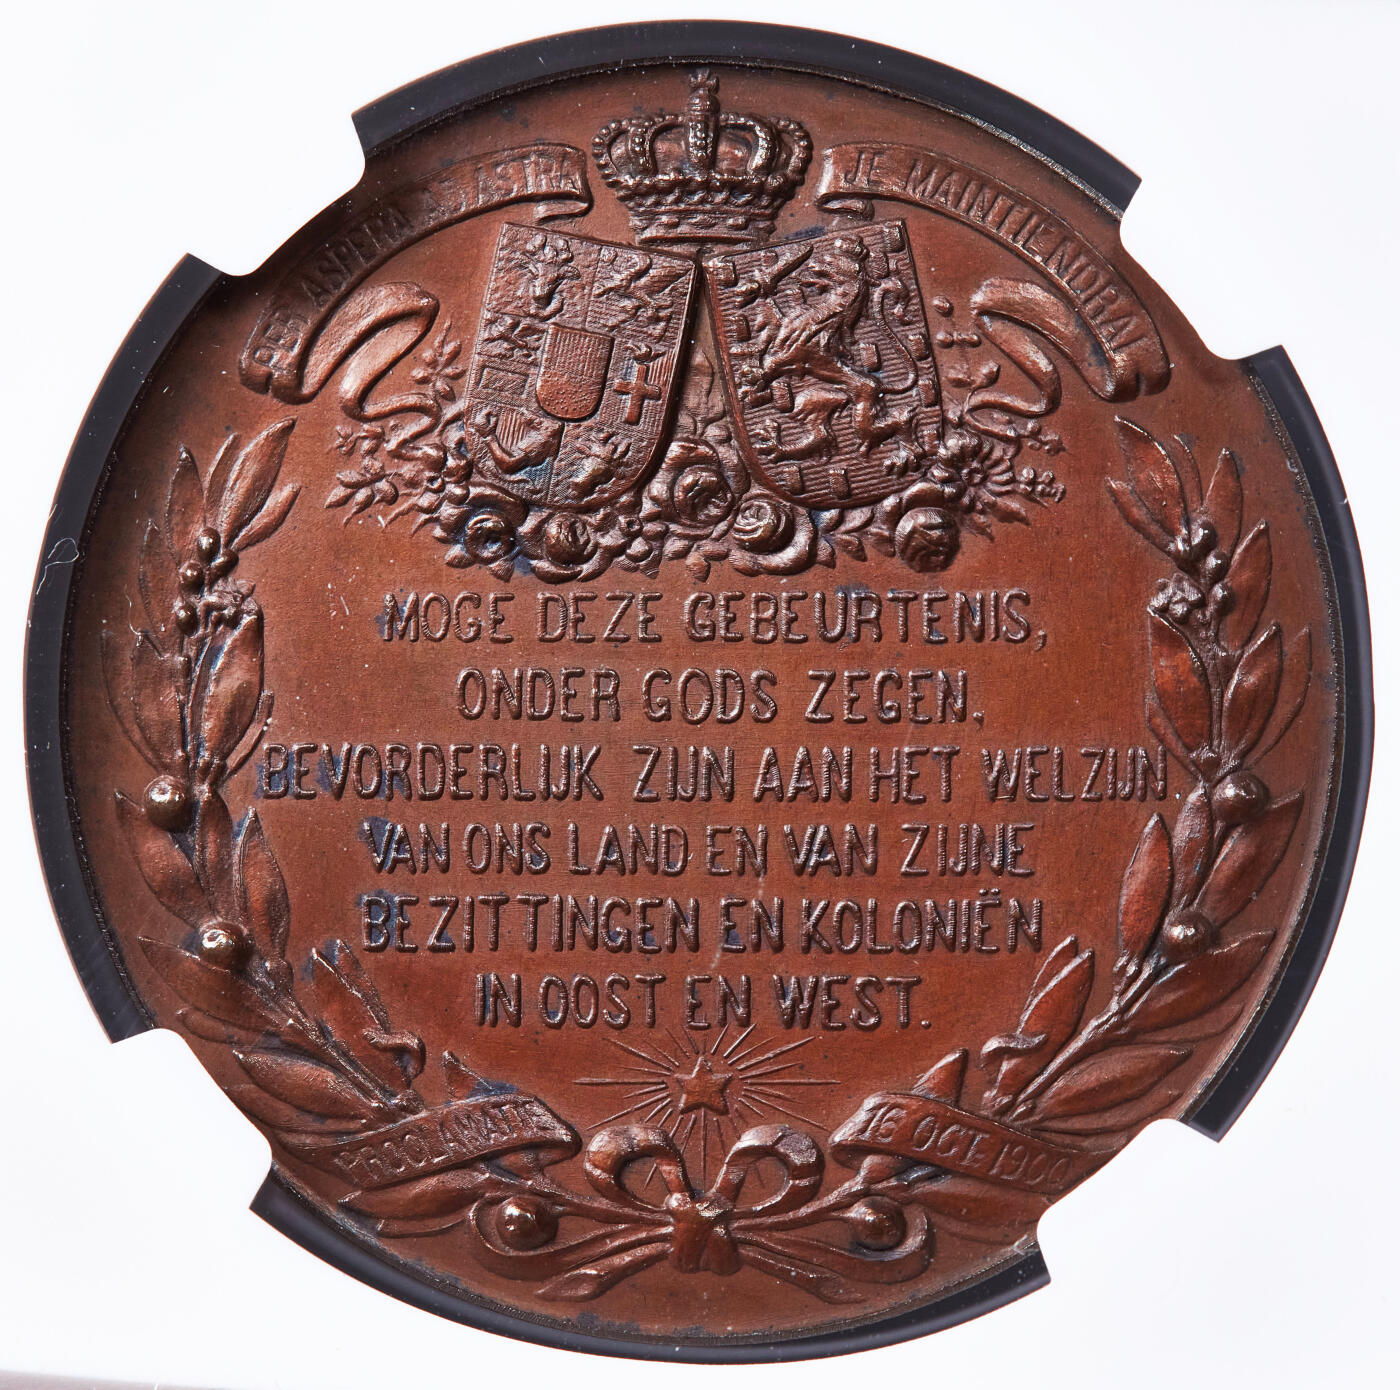 PER ASPERA AD ASTRA
JE MAINTIENDRAI
MOGE DEZE GEBEURTENIS,
ONDER GODS ZEGEN,
BEVORDERLIJK ZIJN AAN HET WELZIJN
VAN ONS LAND EN VAN ZIJNE
BEZITTINGEN EN KOLONIËN
IN OOST EN WEST.
PROCLAMATIE
16 OCT. 1900